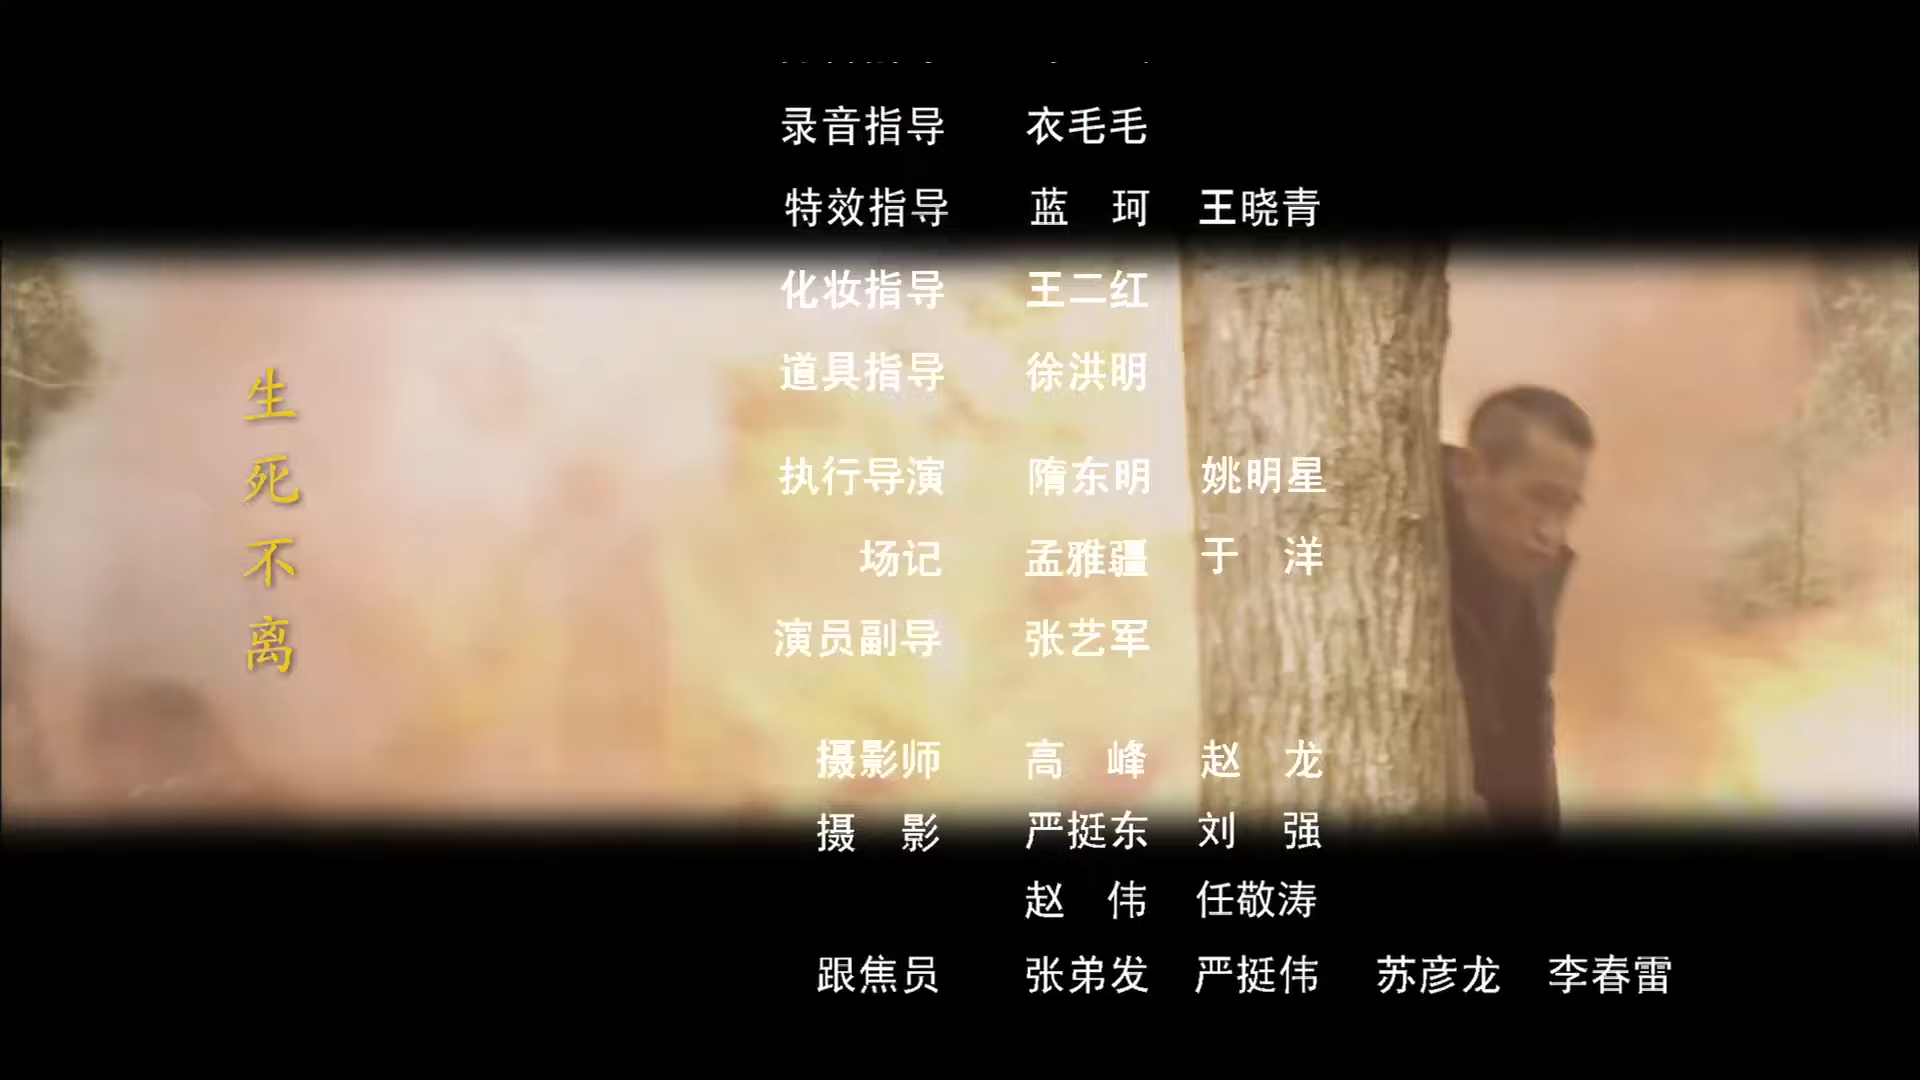 录音指导 衣毛毛
特效指导 蓝 珂 王晓青
化妆指导 王二红
道具指导 徐洪明
执行导演 隋东明 姚明星
场记 孟雅疆 于 洋
演员副导 张艺军
摄影师 高 峰 赵 龙
摄 影 严挺东 刘 强
赵 伟 任敬涛
跟焦员 张弟发 严挺伟 苏彦龙 李春雷
生死不离